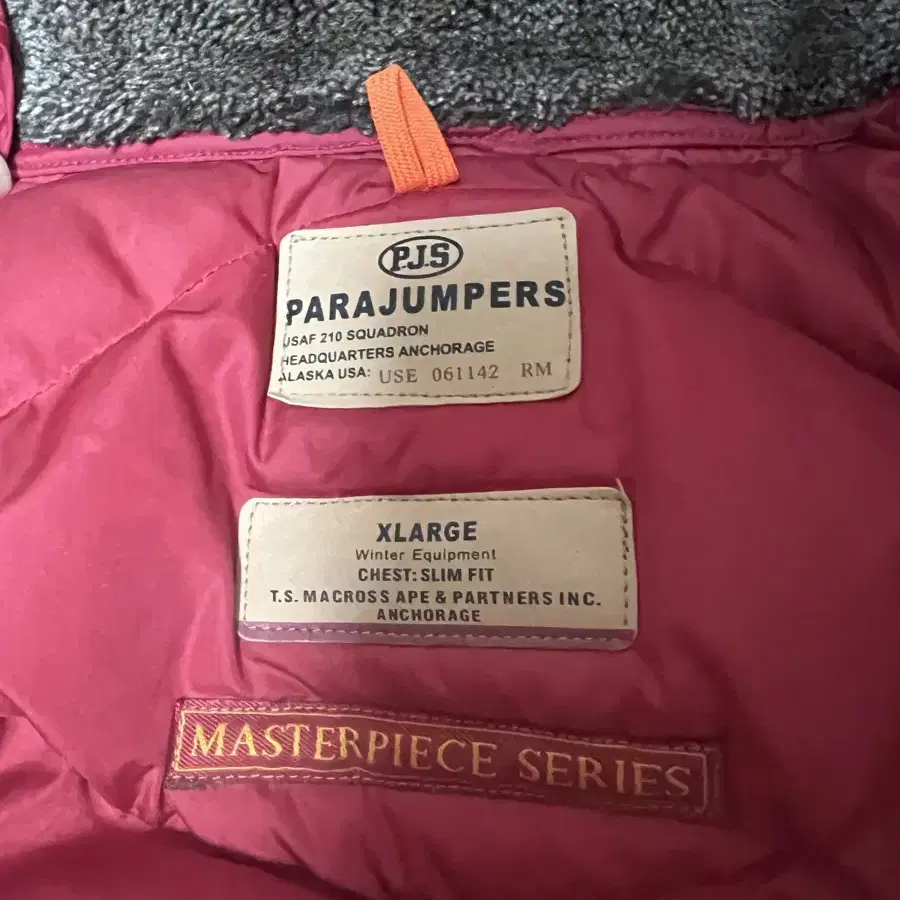 P.J.S
PARAJUMPERS
USAF 210 SQUADRON
HEADQUARTERS ANCHORAGE
ALASKA USA: USE 061142 RM
XLARGE
Winter Equipment
CHEST: SLIM FIT
T.S. MACROSS APE & PARTNERS INC.
ANCHORAGE
MASTERPIECE SERIES